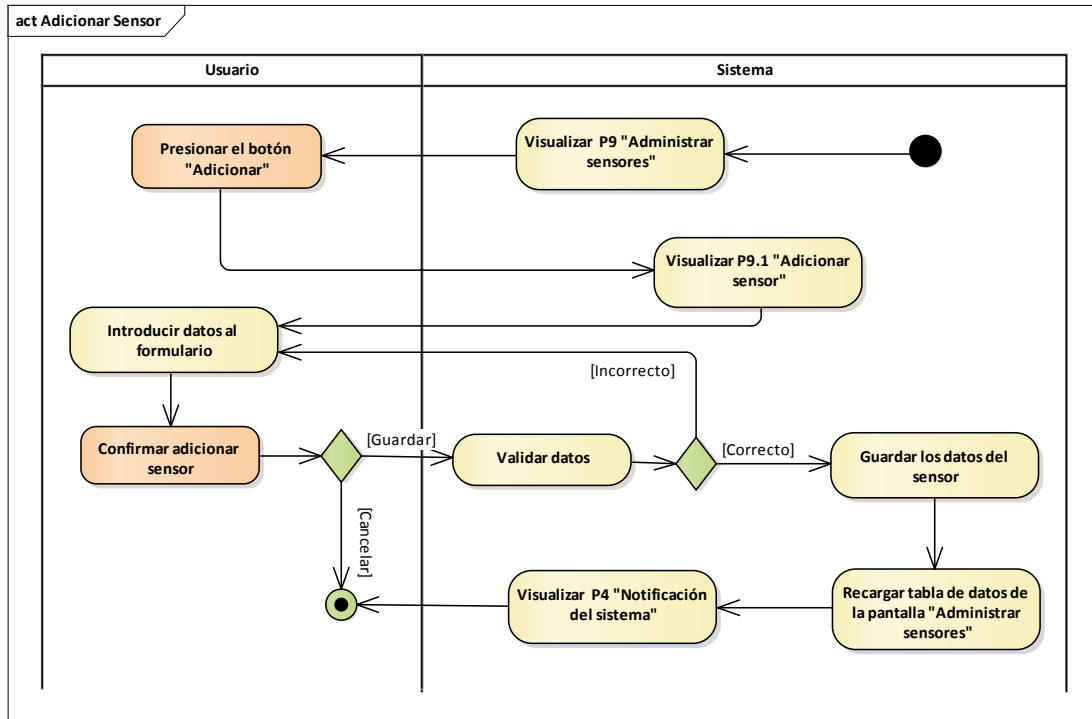 act Adicionar Sensor
Usuario
Sistema
Presionar el botón
"Adicionar"
Visualizar P9 "Administrar
sensores"
Visualizar P9.1 "Adicionar
sensor"
Introducir datos al
formulario
[Incorrecto]
Confirmar adicionar
sensor
[Guardar]
Validar datos
[Correcto]
Guardar los datos del
sensor
[Cancelar]
Visualizar P4 "Notificación
del sistema"
Recargar tabla de datos de
la pantalla "Administrar
sensores"